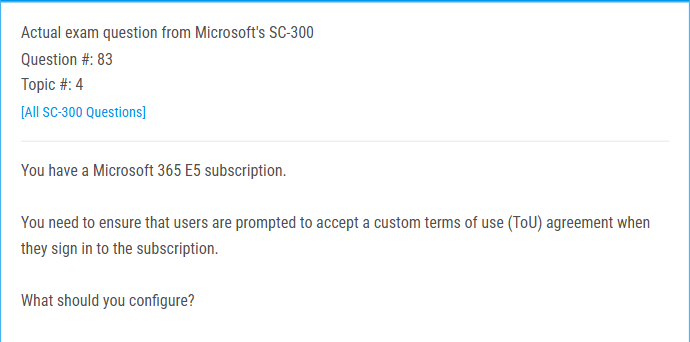 Actual exam question from Microsoft's SC-300
Question #: 83
Topic #: 4
[All SC-300 Questions]
You have a Microsoft 365 E5 subscription.
You need to ensure that users are prompted to accept a custom terms of use (ToU) agreement when
they sign in to the subscription.
What should you configure?